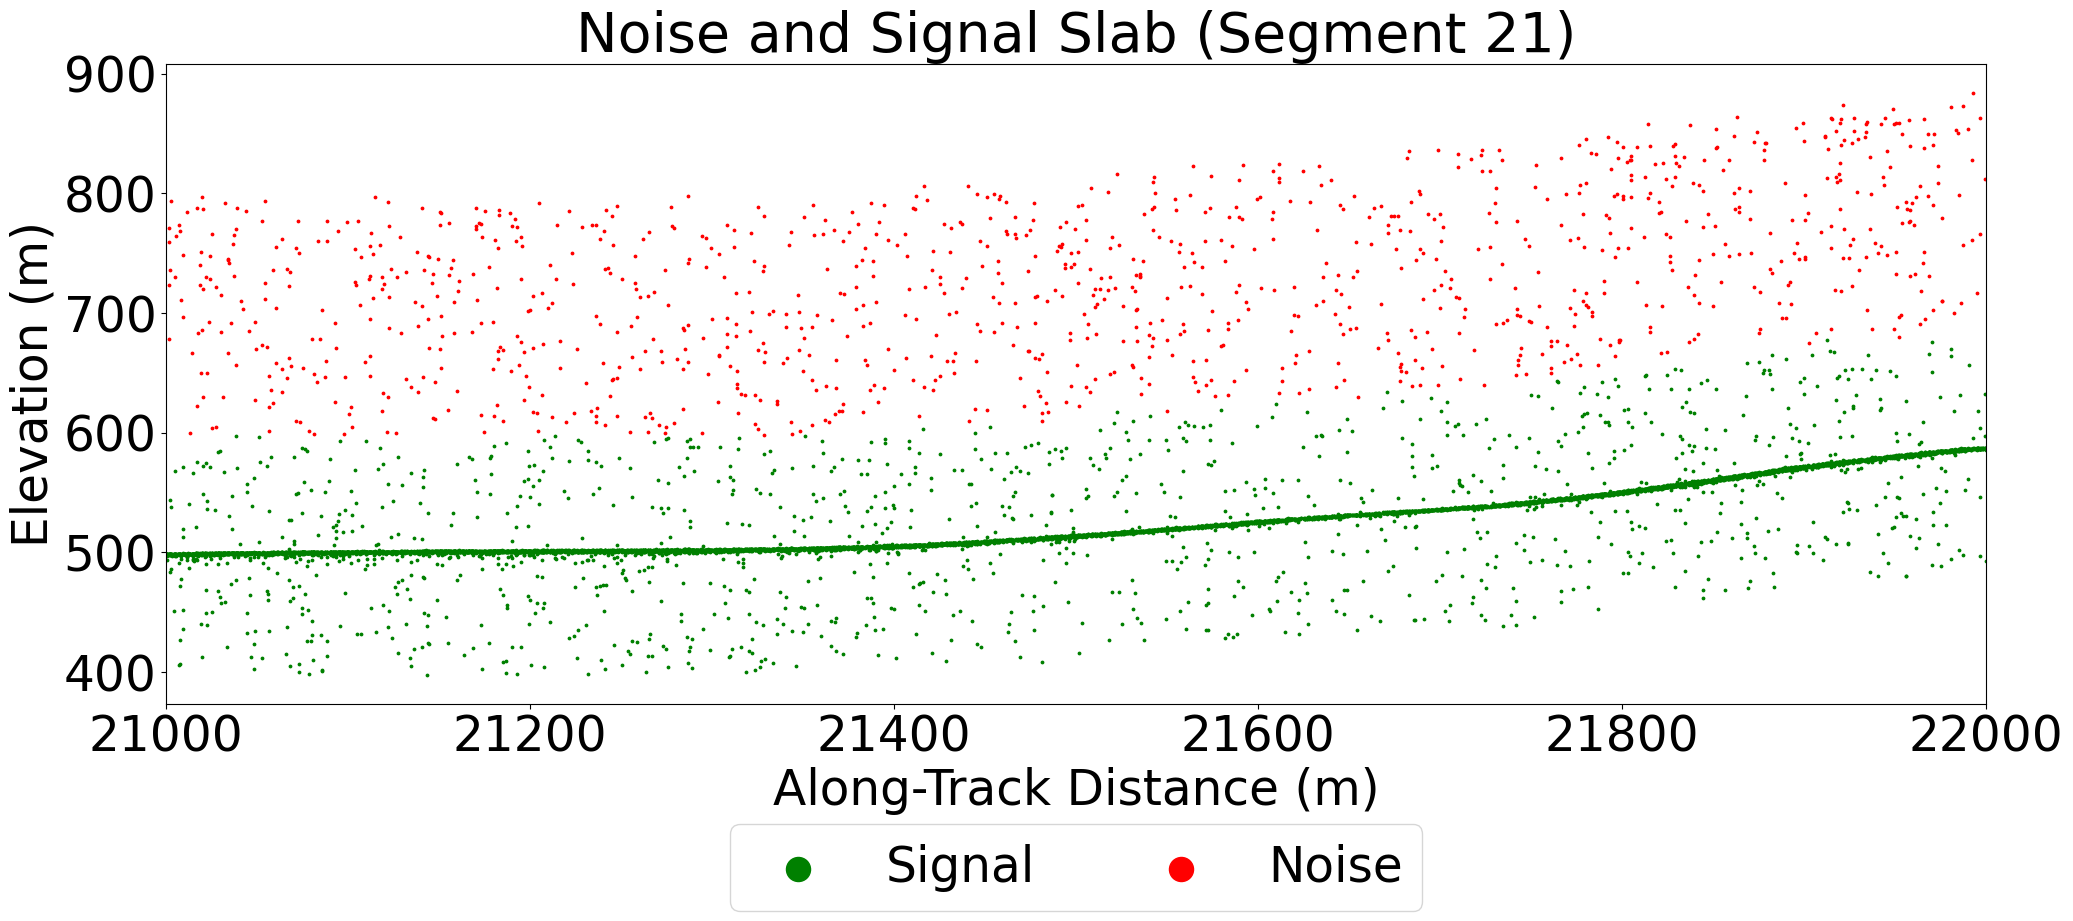 Noise and Signal Slab (Segment 21)
Elevation (m)
900
800
700
600
500
400
21000 21200 21400 21600 21800 22000
Along-Track Distance (m)
Signal Noise